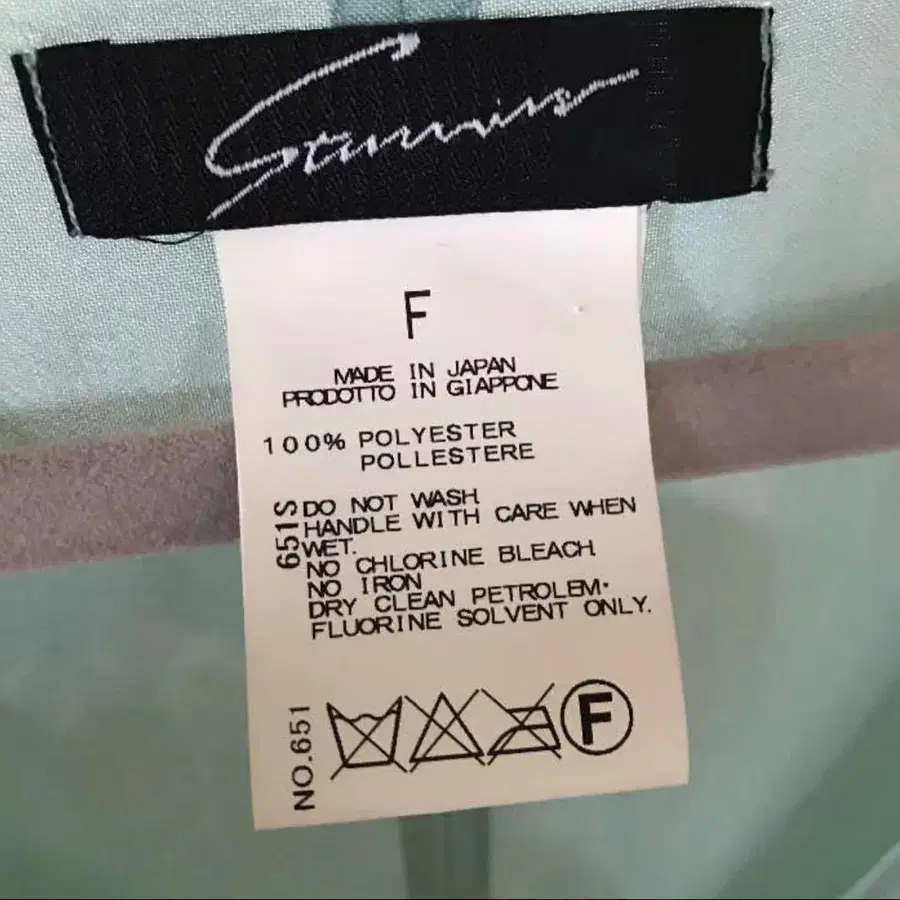 F
MADE IN JAPAN
PRODOTTO IN GIAPPONE
100% POLYESTER
POLLESTERE
651S
DO NOT WASH
HANDLE WITH CARE WHEN
WET.
NO CHLORINE BLEACH
NO IRON
DRY CLEAN PETROLEM·
FLUORINE SOLVENT ONLY.
NO.651
F